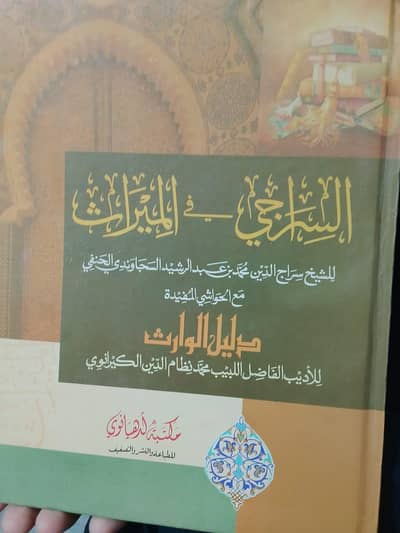 السراجي في الميراث
للشيخ سراج الدين محمد بن عبد الرشيد السجاوندي الحنفي
مع الحواشي المفيدة
دليل الوارث
للأديب الفاضل اللبيب محمد نظام الدين الكيرانوي
مكتبة لدهيانوي
للطباعة والنشر والتصنيف